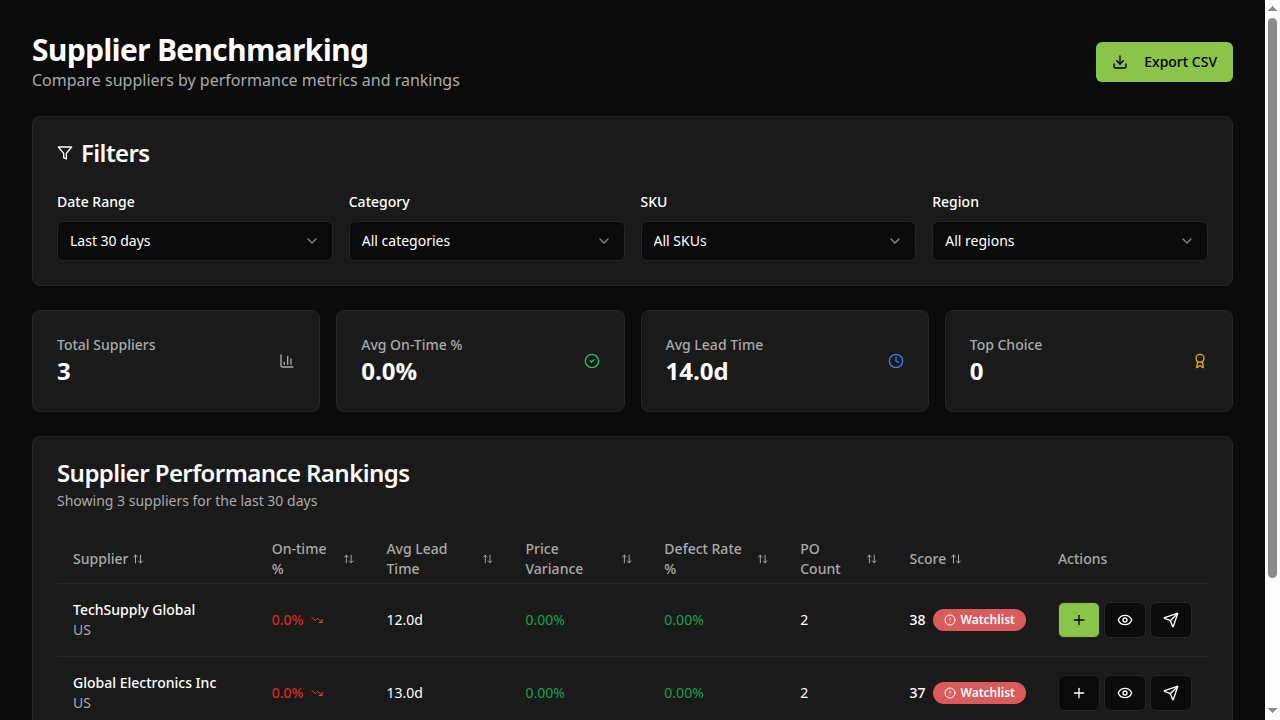 Supplier Benchmarking
Compare suppliers by performance metrics and rankings
Export CSV
Filters
Date Range
Category
SKU
Region
Last 30 days
All categories
All SKUs
All regions
Total Suppliers
3
Avg On-Time %
0.0%
Avg Lead Time
14.0d
Top Choice
0
Supplier Performance Rankings
Showing 3 suppliers for the last 30 days
Supplier
On-time
%
Avg Lead
Time
Price
Variance
Defect Rate
%
PO
Count
Score
Actions
TechSupply Global
US
0.0%
12.0d
0.00%
0.00%
2
38
Watchlist
Global Electronics Inc
US
0.0%
13.0d
0.00%
0.00%
2
37
Watchlist